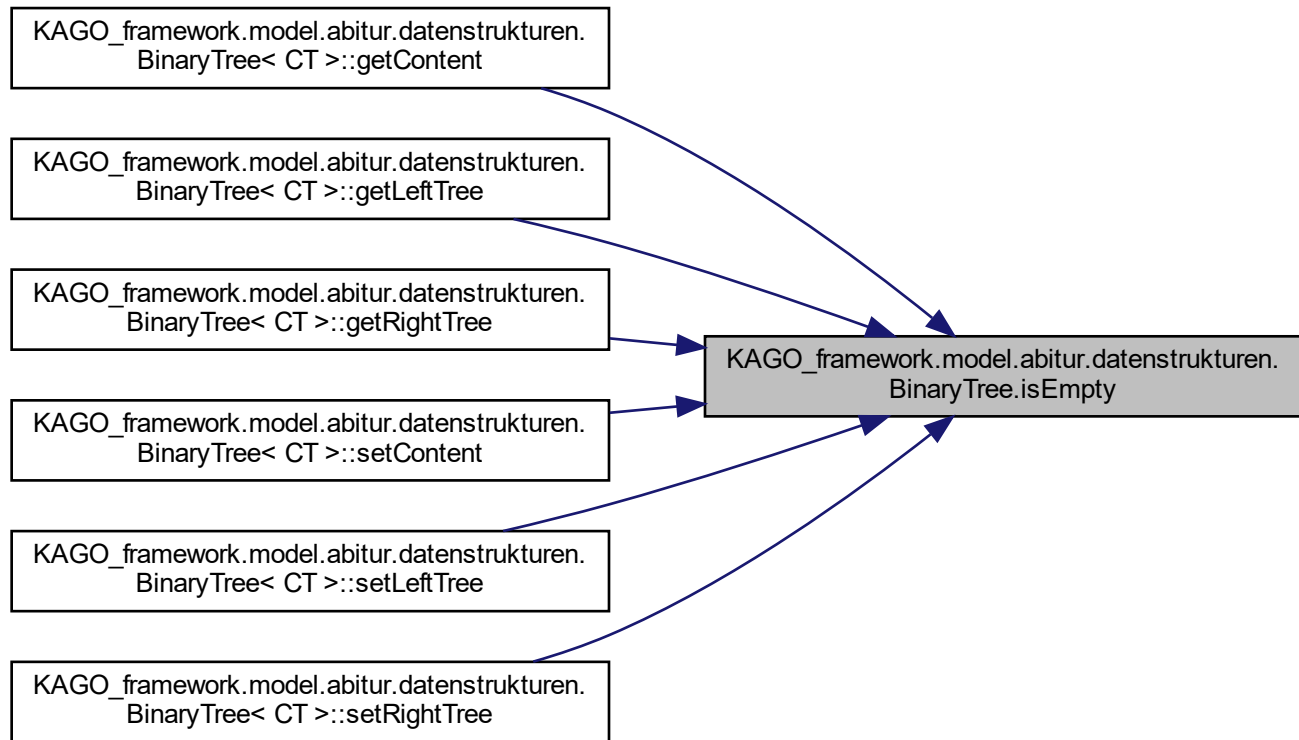 KAGO_framework.model.abitur.datenstrukturen.
BinaryTree< CT >::getContent
KAGO_framework.model.abitur.datenstrukturen.
BinaryTree< CT >::getLeftTree
KAGO_framework.model.abitur.datenstrukturen.
BinaryTree< CT >::getRightTree
KAGO_framework.model.abitur.datenstrukturen.
BinaryTree.isEmpty
KAGO_framework.model.abitur.datenstrukturen.
BinaryTree< CT >::setContent
KAGO_framework.model.abitur.datenstrukturen.
BinaryTree< CT >::setLeftTree
KAGO_framework.model.abitur.datenstrukturen.
BinaryTree< CT >::setRightTree